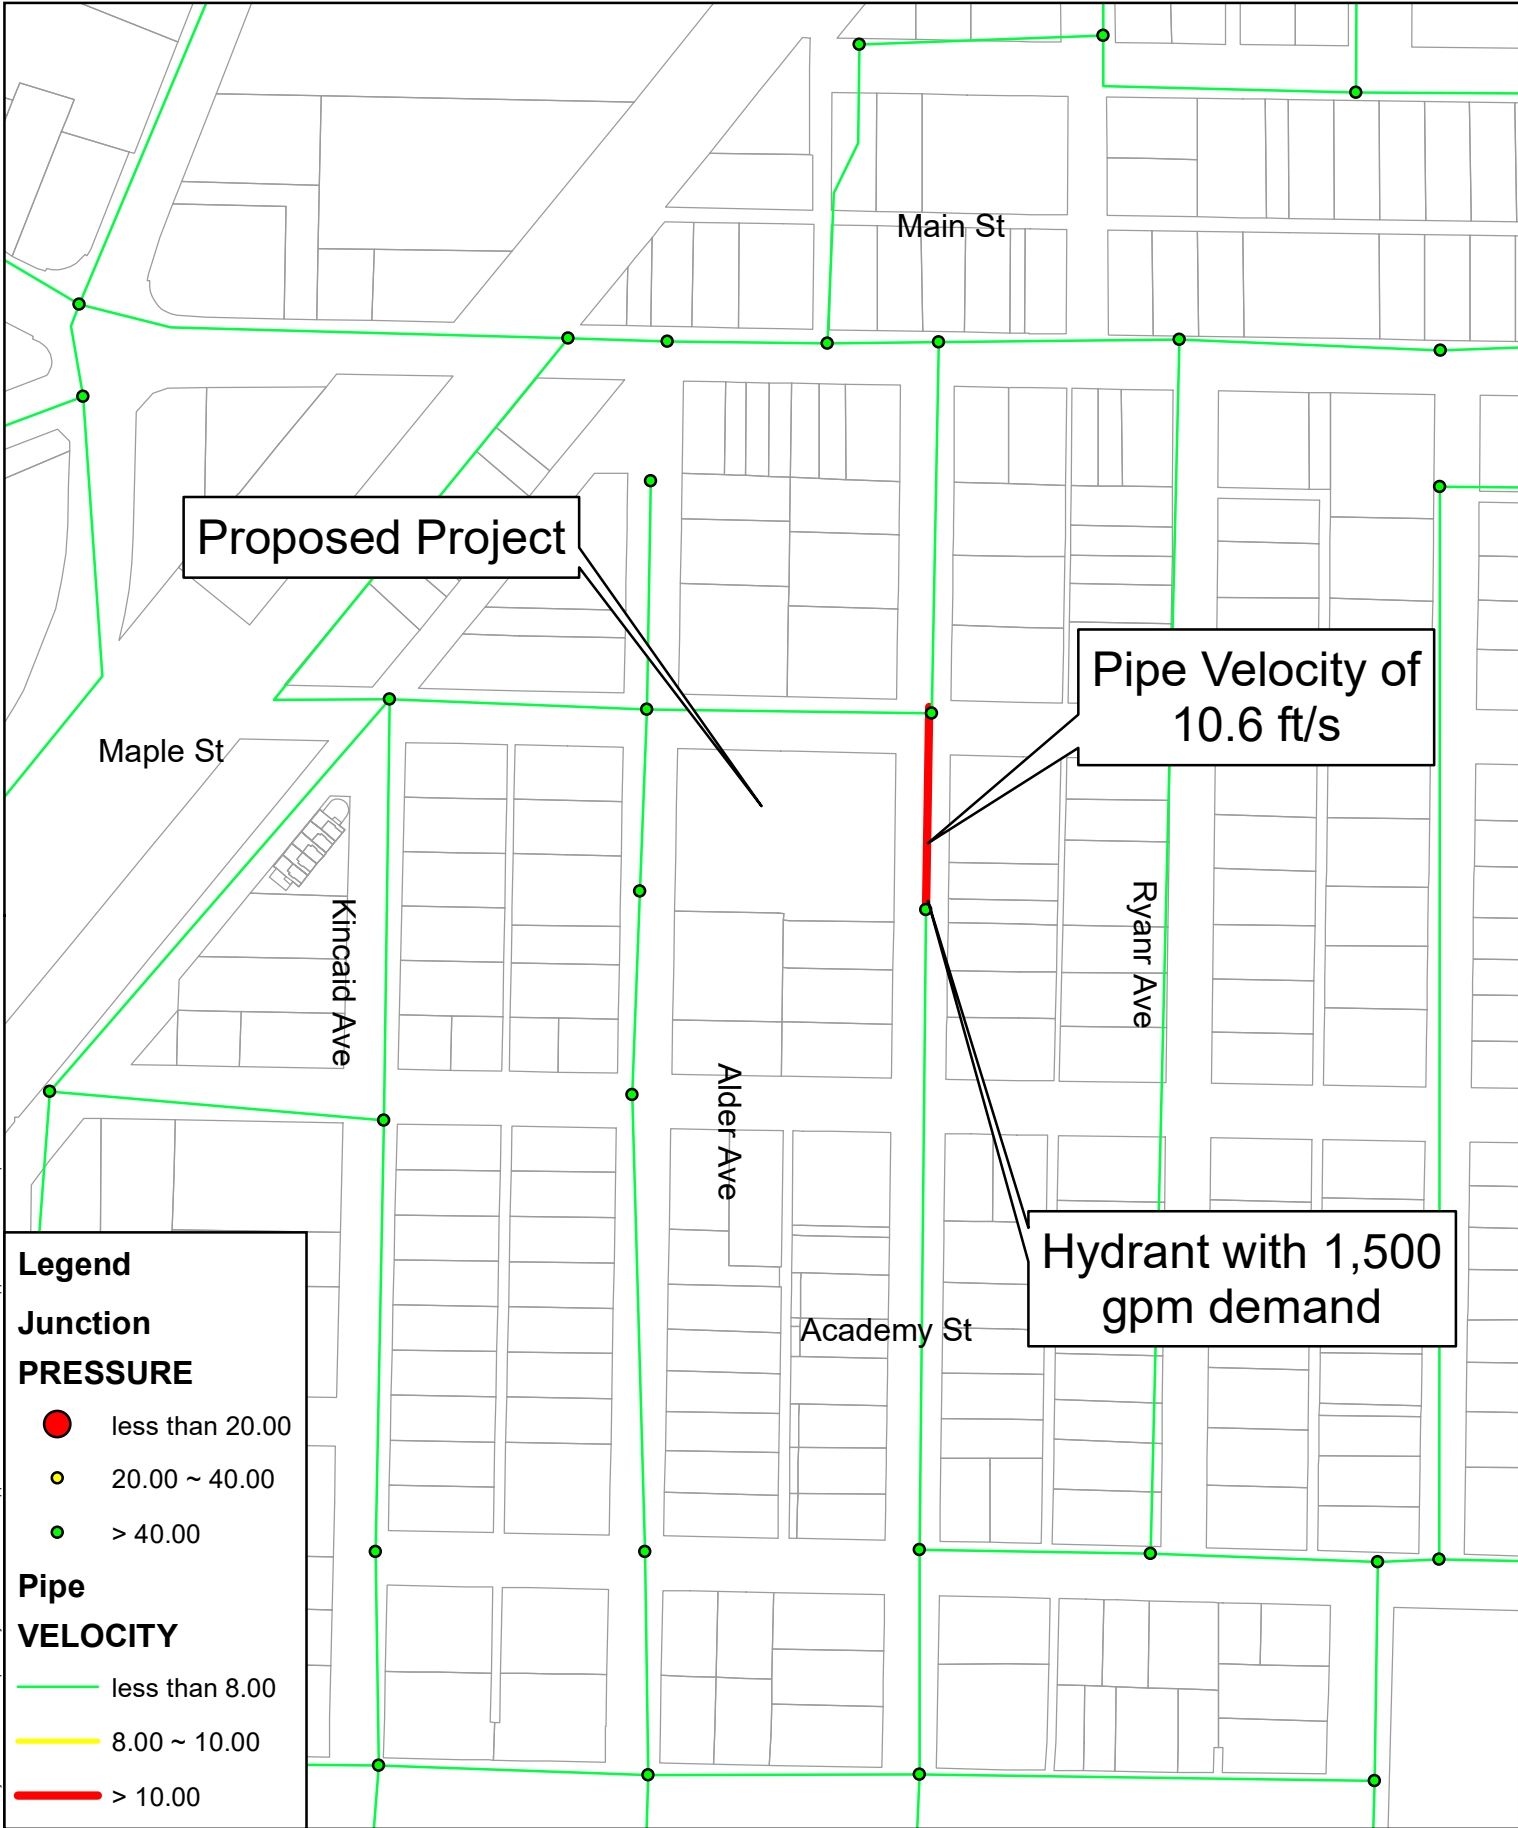 Main St
Proposed Project
Pipe Velocity of
10.6 ft/s
Maple St
Kincaid Ave
Ryanr Ave
Alder Ave
Hydrant with 1,500
gpm demand
Academy St
Legend
Junction
PRESSURE
less than 20.00
20.00 ~ 40.00
> 40.00
Pipe
VELOCITY
less than 8.00
8.00 ~ 10.00
> 10.00